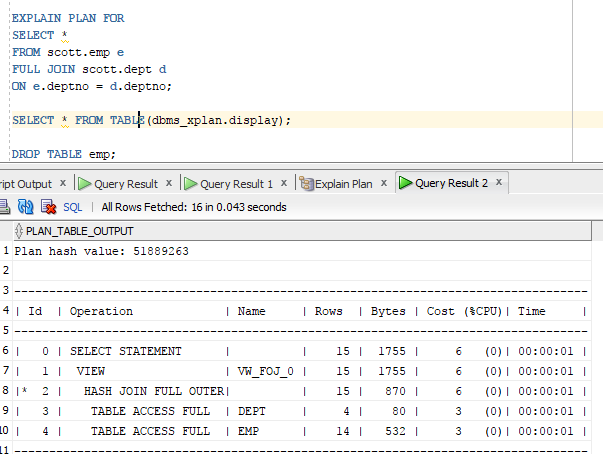 EXPLAIN PLAN FOR
SELECT *
FROM scott.emp e
FULL JOIN scott.dept d
ON e.deptno = d.deptno;
SELECT * FROM TABLE(dbms_xplan.display);
DROP TABLE emp;
ript Output x Query Result x Query Result 1 x Explain Plan x Query Result 2 x
SQL | All Rows Fetched: 16 in 0.043 seconds
PLAN_TABLE_OUTPUT
1 Plan hash value: 51889263
2
3 --------------------------------------------------------------------------------
4 | Id | Operation | Name | Rows | Bytes | Cost (%CPU)| Time |
5 --------------------------------------------------------------------------------
6 | 0 | SELECT STATEMENT | | 15 | 1755 | 6 (0)| 00:00:01 |
7 | 1 | VIEW | VW_FOJ_0 | 15 | 1755 | 6 (0)| 00:00:01 |
8 |* 2 | HASH JOIN FULL OUTER| | 15 | 870 | 6 (0)| 00:00:01 |
9 | 3 | TABLE ACCESS FULL | DEPT | 4 | 80 | 3 (0)| 00:00:01 |
10 | 4 | TABLE ACCESS FULL | EMP | 14 | 532 | 3 (0)| 00:00:01 |
11 --------------------------------------------------------------------------------